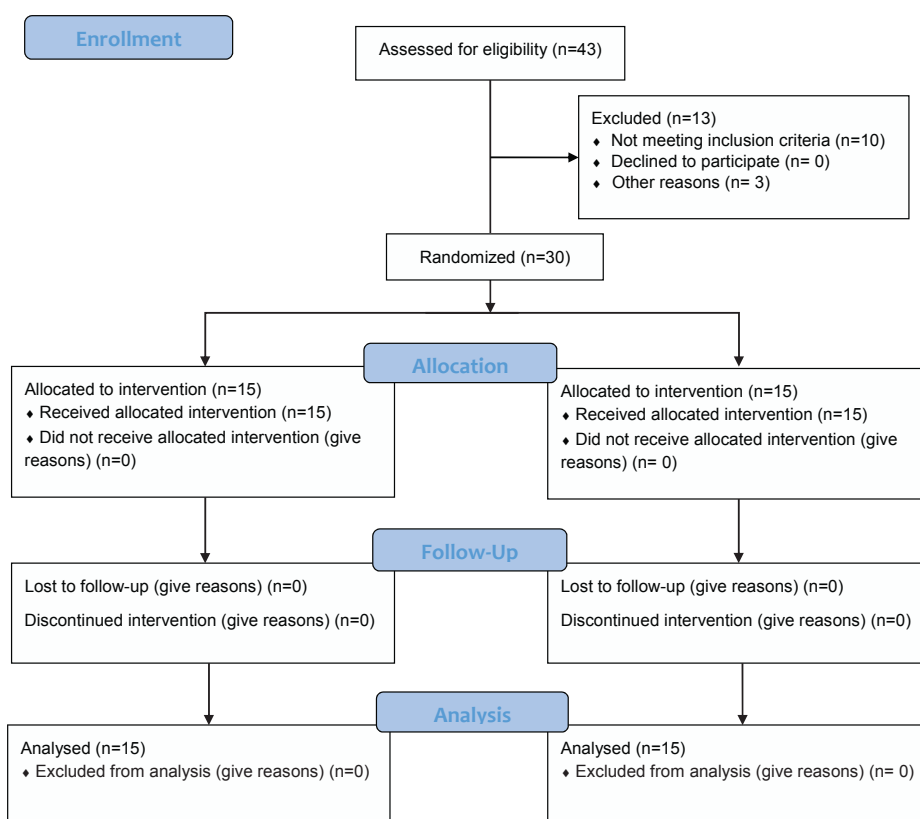 Enrollment
Assessed for eligibility (n=43)
Excluded (n=13)
⬧ Not meeting inclusion criteria (n=10)
⬧ Declined to participate (n= 0)
⬧ Other reasons (n= 3)
Randomized (n=30)
Allocation
Allocated to intervention (n=15)
⬧ Received allocated intervention (n=15)
⬧ Did not receive allocated intervention (give
reasons) (n=0)
Allocated to intervention (n=15)
⬧ Received allocated intervention (n=15)
⬧ Did not receive allocated intervention (give
reasons) (n= 0)
Follow-Up
Lost to follow-up (give reasons) (n=0)
Discontinued intervention (give reasons) (n=0)
Lost to follow-up (give reasons) (n=0)
Discontinued intervention (give reasons) (n=0)
Analysis
Analysed (n=15)
⬧ Excluded from analysis (give reasons) (n=0)
Analysed (n=15)
⬧ Excluded from analysis (give reasons) (n= 0)